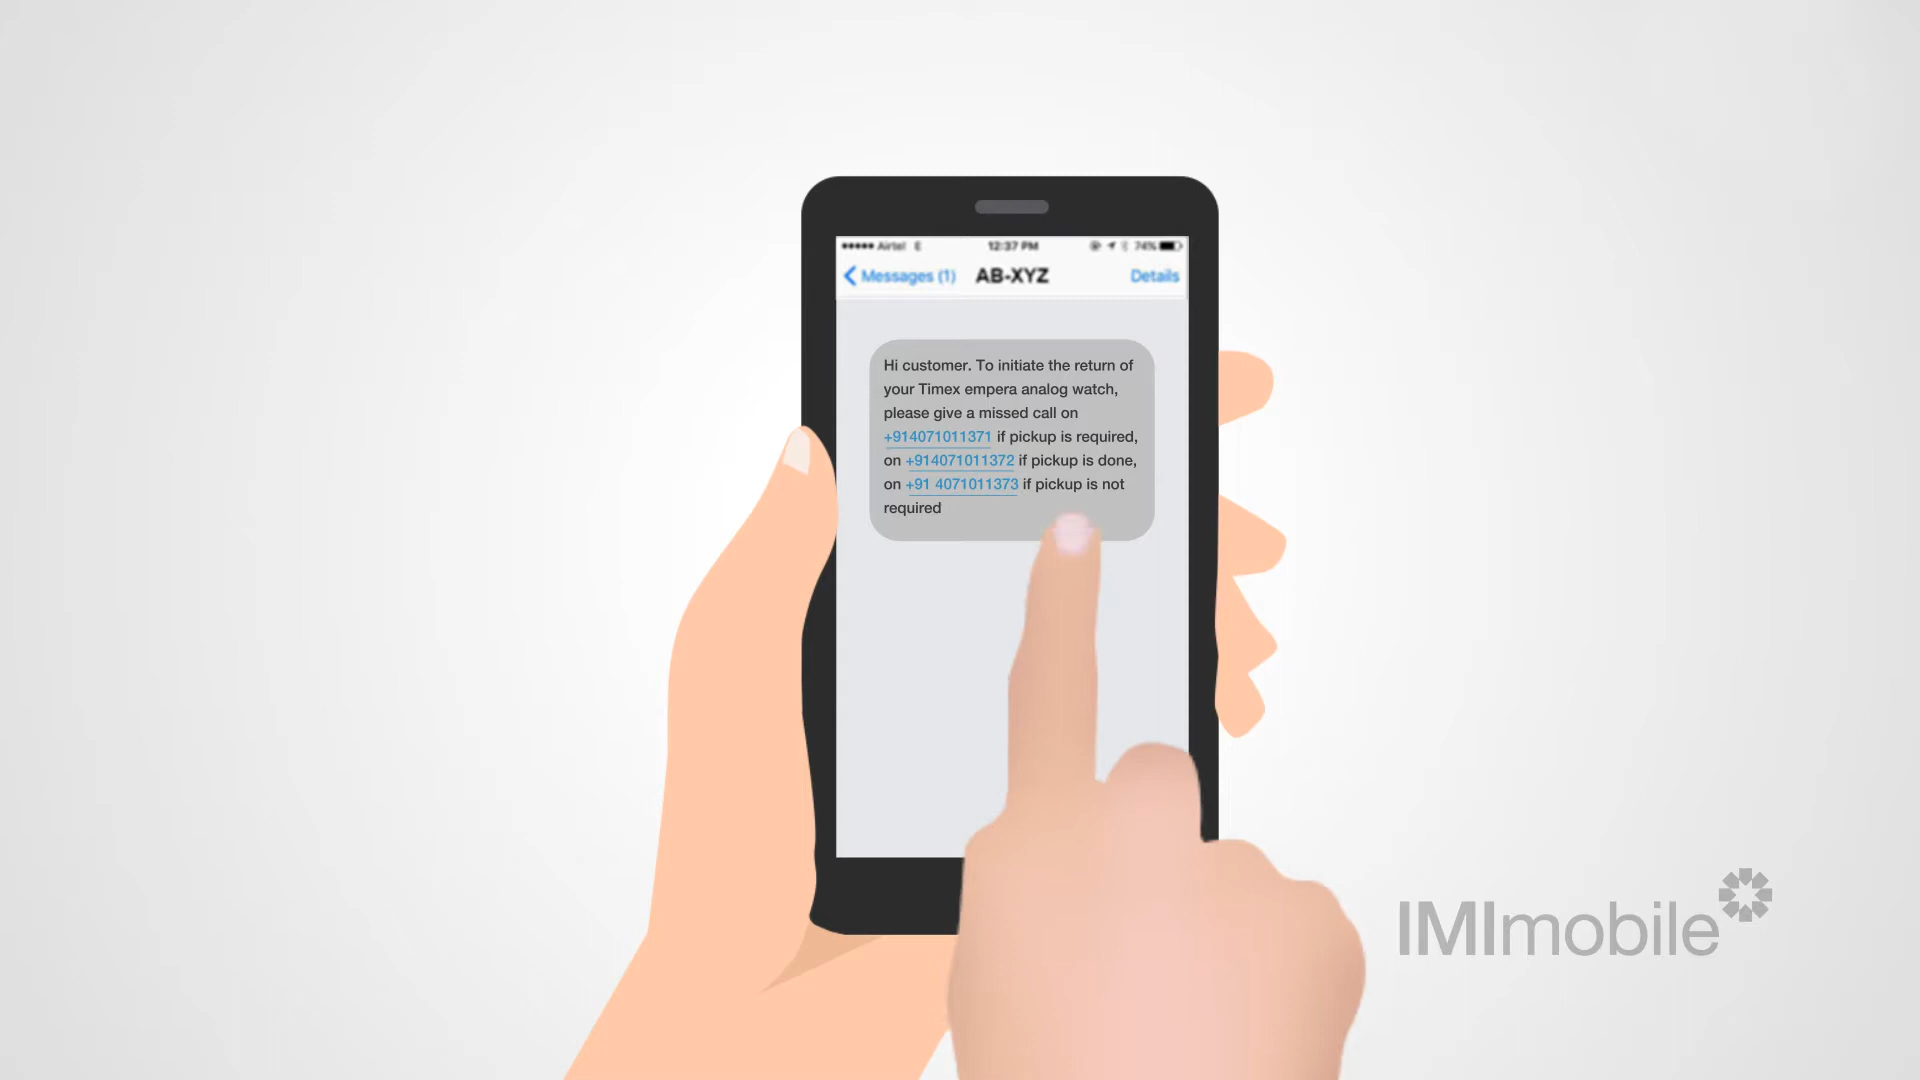 Airtel E 12:37 PM 74%
Messages (1) AB-XYZ Details
Hi customer. To initiate the return of
your Timex empera analog watch,
please give a missed call on
+914071011371 if pickup is required,
on +914071011372 if pickup is done,
on +91 4071011373 if pickup is not
required
IMImobile